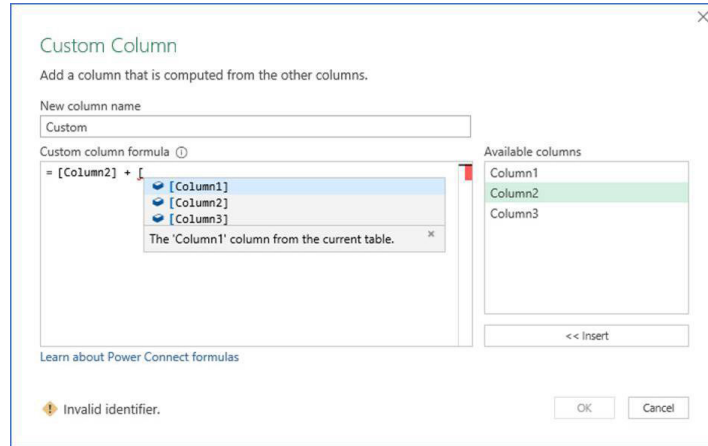 Custom Column
Add a column that is computed from the other columns.
New column name
Custom
Custom column formula
Available columns
= [Column2] + [
[Column1]
[Column2]
[Column3]
The 'Column1' column from the current table.
Column1
Column2
Column3
<< Insert
Learn about Power Connect formulas
Invalid identifier.
OK
Cancel